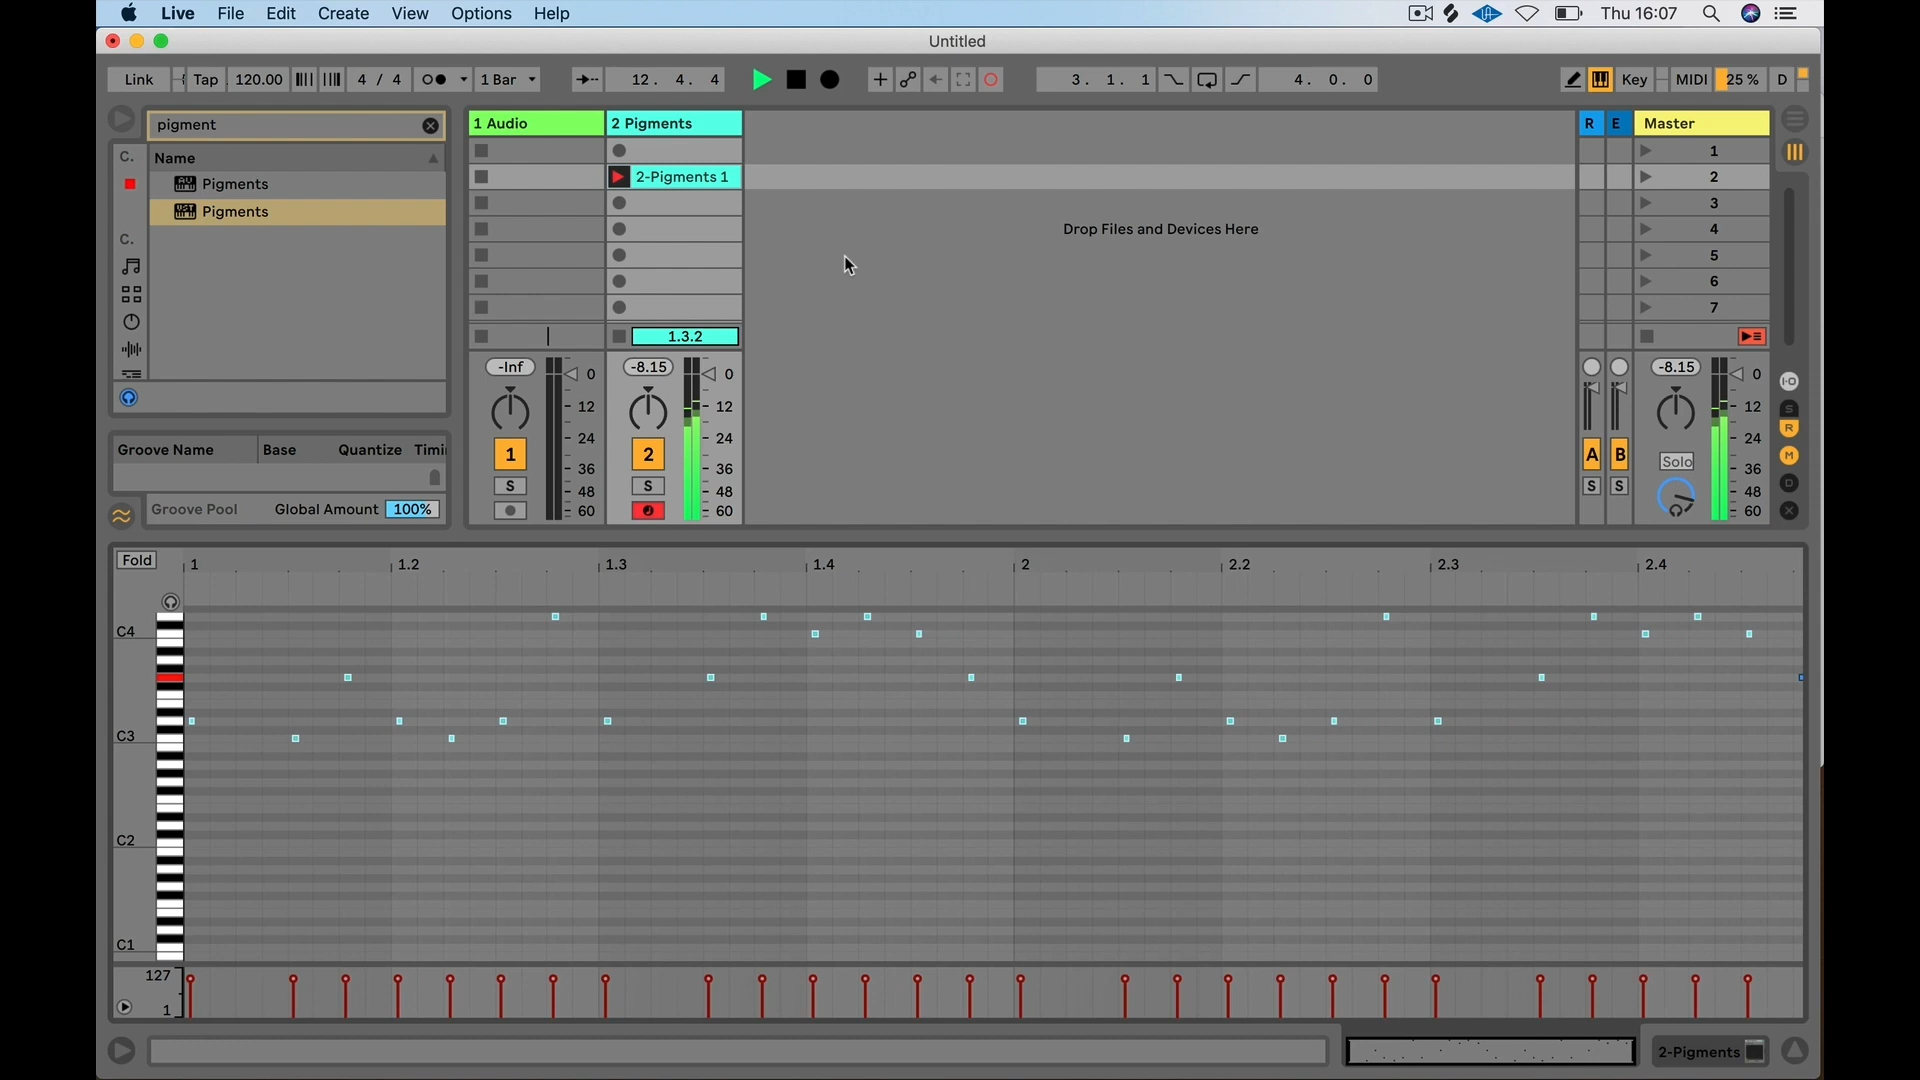 Live File Edit Create View Options Help Thu 16:07
Untitled
Link Tap 120.00 4 / 4 1 Bar 12. 4. 4 3. 1. 1 4. 0. 0 Key MIDI 25 % D
pigment
C. Name
Pigments
Pigments
C.
1 Audio 2 Pigments R E Master
1
2-Pigments 1 2
3
Drop Files and Devices Here 4
5
6
7
1.3.2
-Inf 0 -8.15 0 -8.15 0
12 12 12
24 24 24
1 2 A B Solo
36 36 36
S S S S
48 48 48
60 60 60
I·O
S
R
M
D
Groove Name Base Quantize Timi
Groove Pool Global Amount 100%
Fold 1 1.2 1.3 1.4 2 2.2 2.3 2.4
C4
C3
C2
C1
127
1
2-Pigments